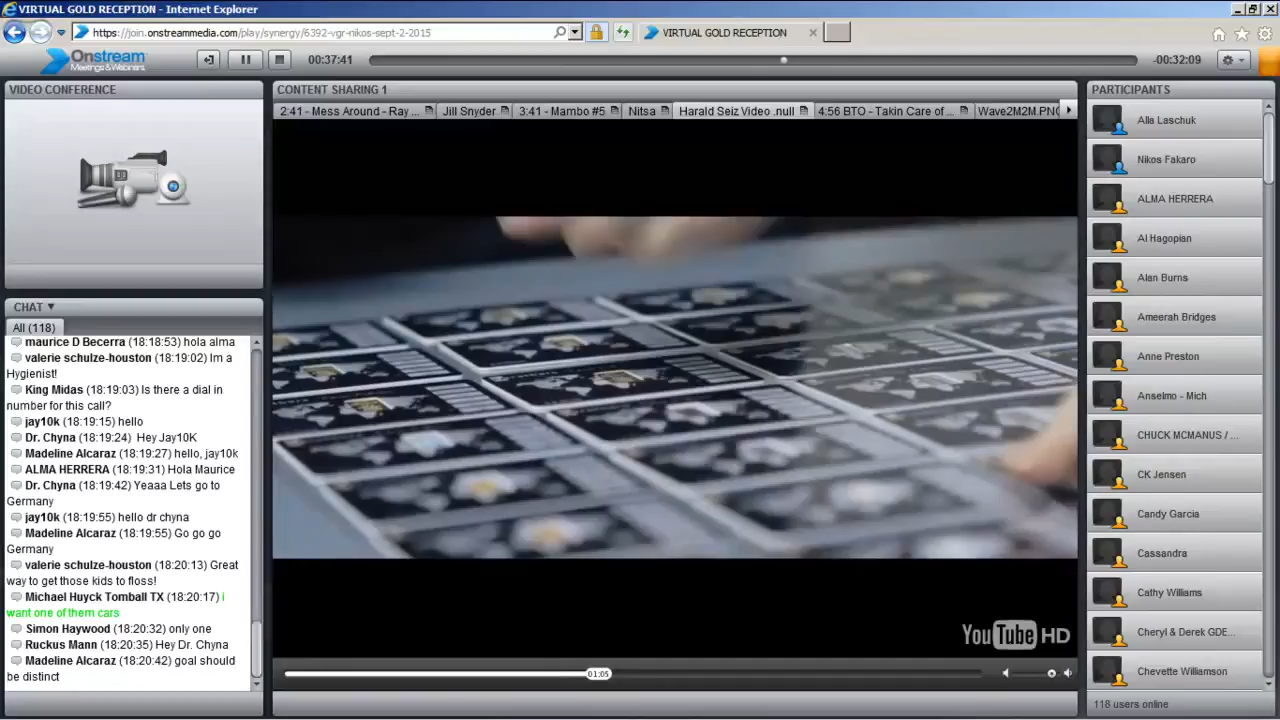 VIRTUAL GOLD RECEPTION - Internet Explorer
https://join.onstreammedia.com/play/synergy/6392-vgr-nikos-sept-2-2015
VIRTUAL GOLD RECEPTION
Onstream
Meetings & Webinars
00:37:41
-00:32:09
VIDEO CONFERENCE
CHAT
All (118)
maurice D Becerra (18:18:53) hola alma
valerie schulze-houston (18:19:02) Im a
Hygienist!
King Midas (18:19:03) Is there a dial in
number for this call?
jay10k (18:19:15) hello
Dr. Chyna (18:19:24) Hey Jay10K
Madeline Alcaraz (18:19:27) hello, jay10k
ALMA HERRERA (18:19:31) Hola Maurice
Dr. Chyna (18:19:42) Yeaaa Lets go to
Germany
jay10k (18:19:55) hello dr chyna
Madeline Alcaraz (18:19:55) Go go go
Germany
valerie schulze-houston (18:20:13) Great
way to get those kids to floss!
Michael Huyck Tomball TX (18:20:17) i
want one of them cars
Simon Haywood (18:20:32) only one
Ruckus Mann (18:20:35) Hey Dr. Chyna
Madeline Alcaraz (18:20:42) goal should
be distinct
CONTENT SHARING 1
2:41 - Mess Around - Ray ...
Jill Snyder
3:41 - Mambo #5
Nitsa
Harald Seiz Video .null
4:56 BTO - Takin Care of ...
Wave2M2M.PNG
YouTube HD
01:05
PARTICIPANTS
Alla Laschuk
Nikos Fakaro
ALMA HERRERA
Al Hagopian
Alan Burns
Ameerah Bridges
Anne Preston
Anselmo - Mich
CHUCK MCMANUS / ...
CK Jensen
Candy Garcia
Cassandra
Cathy Williams
Cheryl & Derek GDE...
Chevette Williamson
118 users online